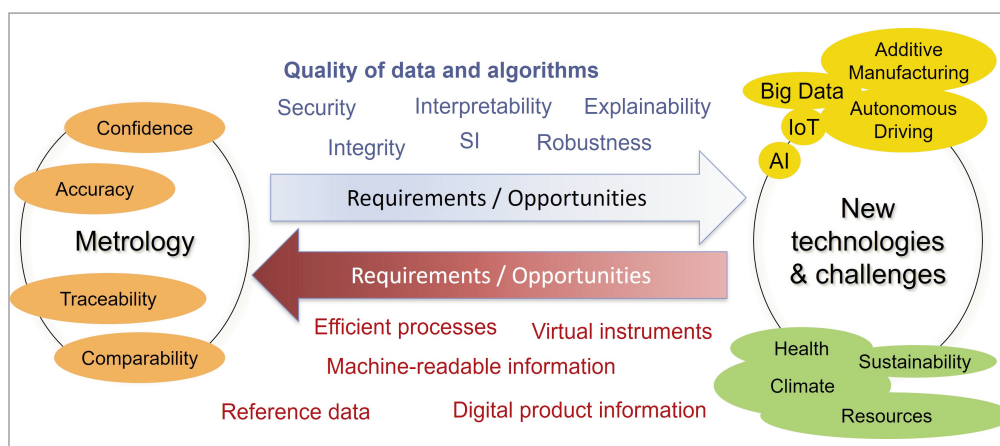 Quality of data and algorithms
Security
Interpretability
Explainability
Integrity
SI
Robustness
Confidence
Accuracy
Metrology
Traceability
Comparability
Requirements / Opportunities
Requirements / Opportunities
Efficient processes
Virtual instruments
Machine-readable information
Reference data
Digital product information
Additive
Manufacturing
Big Data
Autonomous
Driving
IoT
AI
New
technologies
& challenges
Health
Sustainability
Climate
Resources